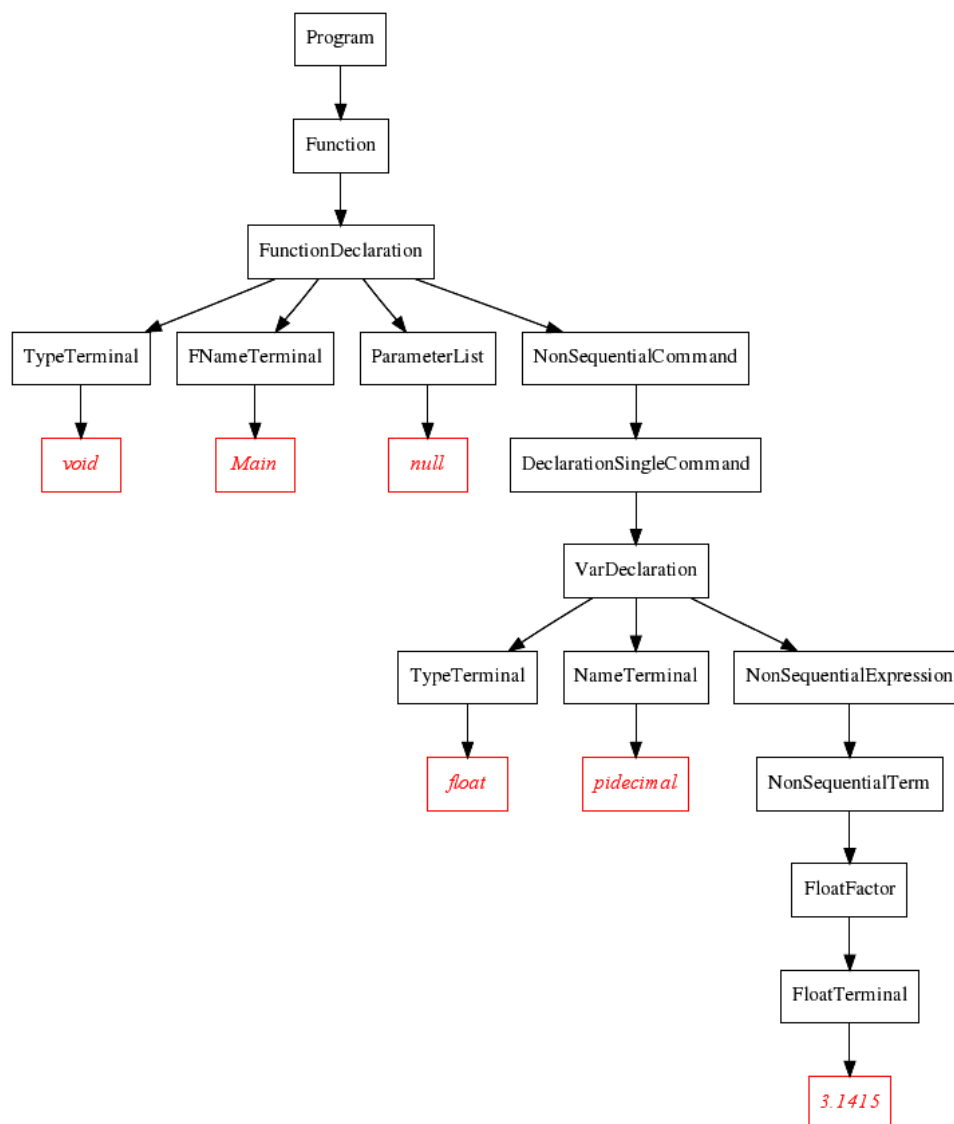 Program
Function
FunctionDeclaration
TypeTerminal
FNameTerminal
ParameterList
NonSequentialCommand
void
Main
null
DeclarationSingleCommand
VarDeclaration
TypeTerminal
NameTerminal
NonSequentialExpression
float
pidecimal
NonSequentialTerm
FloatFactor
FloatTerminal
3.1415